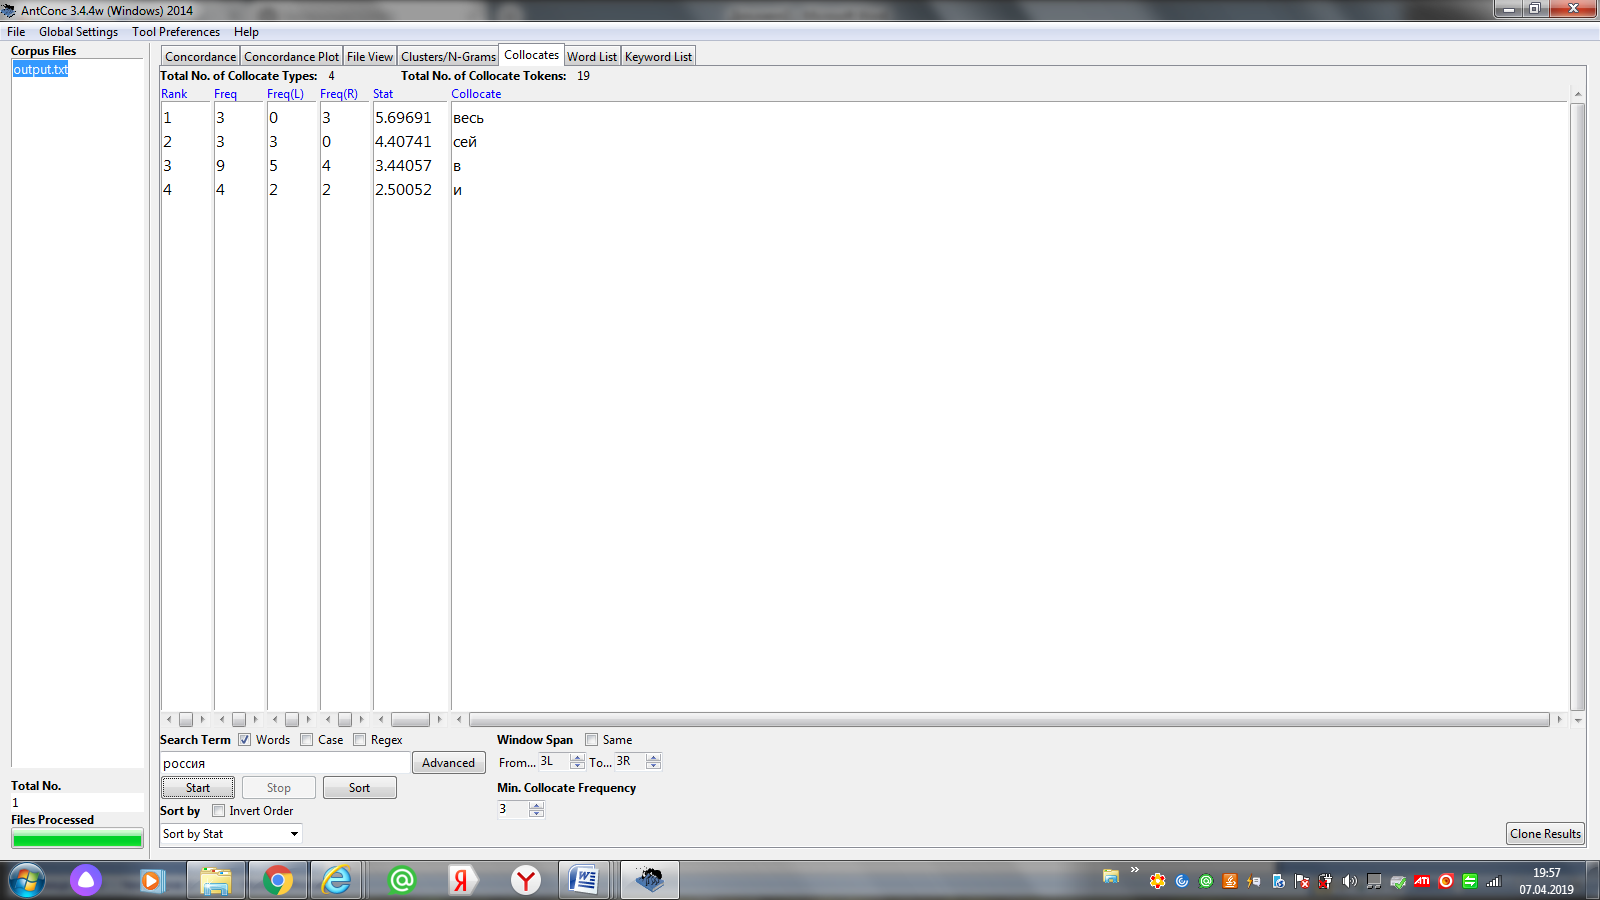 AntConc 3.4.4w (Windows) 2014
File Global Settings Tool Preferences Help
Corpus Files
output.txt
Concordance Concordance Plot File View Clusters/N-Grams Collocates Word List Keyword List
Total No. of Collocate Types: 4 Total No. of Collocate Tokens: 19
Rank Freq Freq(L) Freq(R) Stat Collocate
1 3 0 3 5.69691 весь
2 3 3 0 4.40741 сей
3 9 5 4 3.44057 в
4 4 2 2 2.50052 и
Search Term Words Case Regex Window Span Same
россия Advanced From... 3L To... 3R
Start Stop Sort Min. Collocate Frequency
Sort by Invert Order 3
Sort by Stat Clone Results
Total No.
1
Files Processed
19:57
07.04.2019
ATI